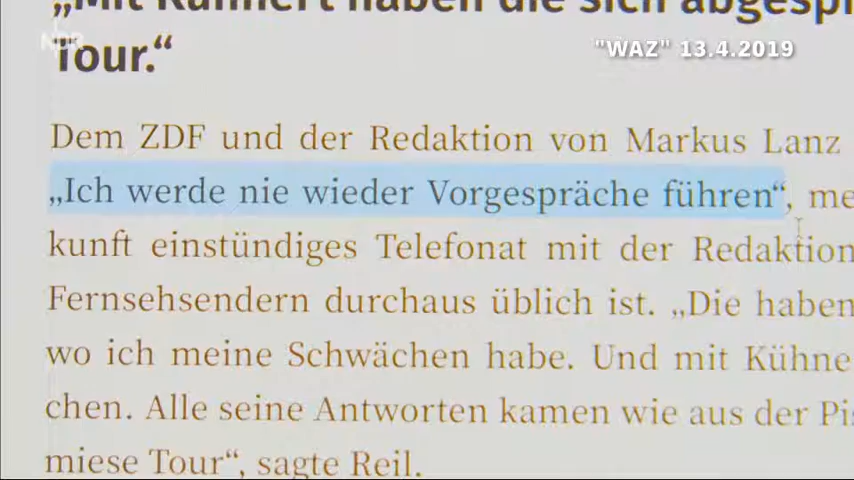 „Mit Kühnert haben die sich abgesp
Tour.“
NDR
"WAZ" 13.4.2019
Dem ZDF und der Redaktion von Markus Lanz
„Ich werde nie wieder Vorgespräche führen“, me
kunft einstündiges Telefonat mit der Redaktion
Fernsehsendern durchaus üblich ist. „Die haben
wo ich meine Schwächen habe. Und mit Kühne
chen. Alle seine Antworten kamen wie aus der Pis
miese Tour“, sagte Reil.